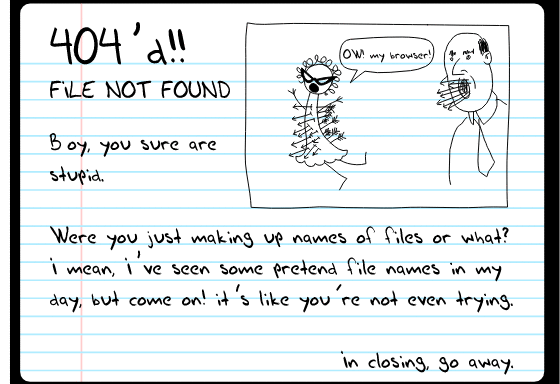 404'd!!
FiLE NOT FOUND
OW! my browser!
Boy, you sure are
stupid.
Were you just making up names of files or what?
i mean, i've seen some pretend file names in my
day, but come on! it's like you're not even trying.
in closing, go away.